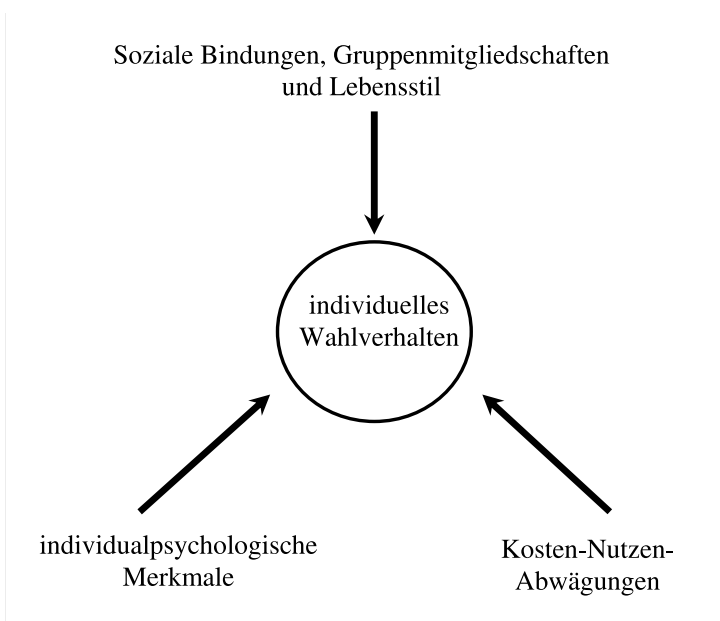 Soziale Bindungen, Gruppenmitgliedschaften
und Lebensstil
individuelles
Wahlverhalten
individualpsychologische
Merkmale
Kosten-Nutzen-
Abwägungen